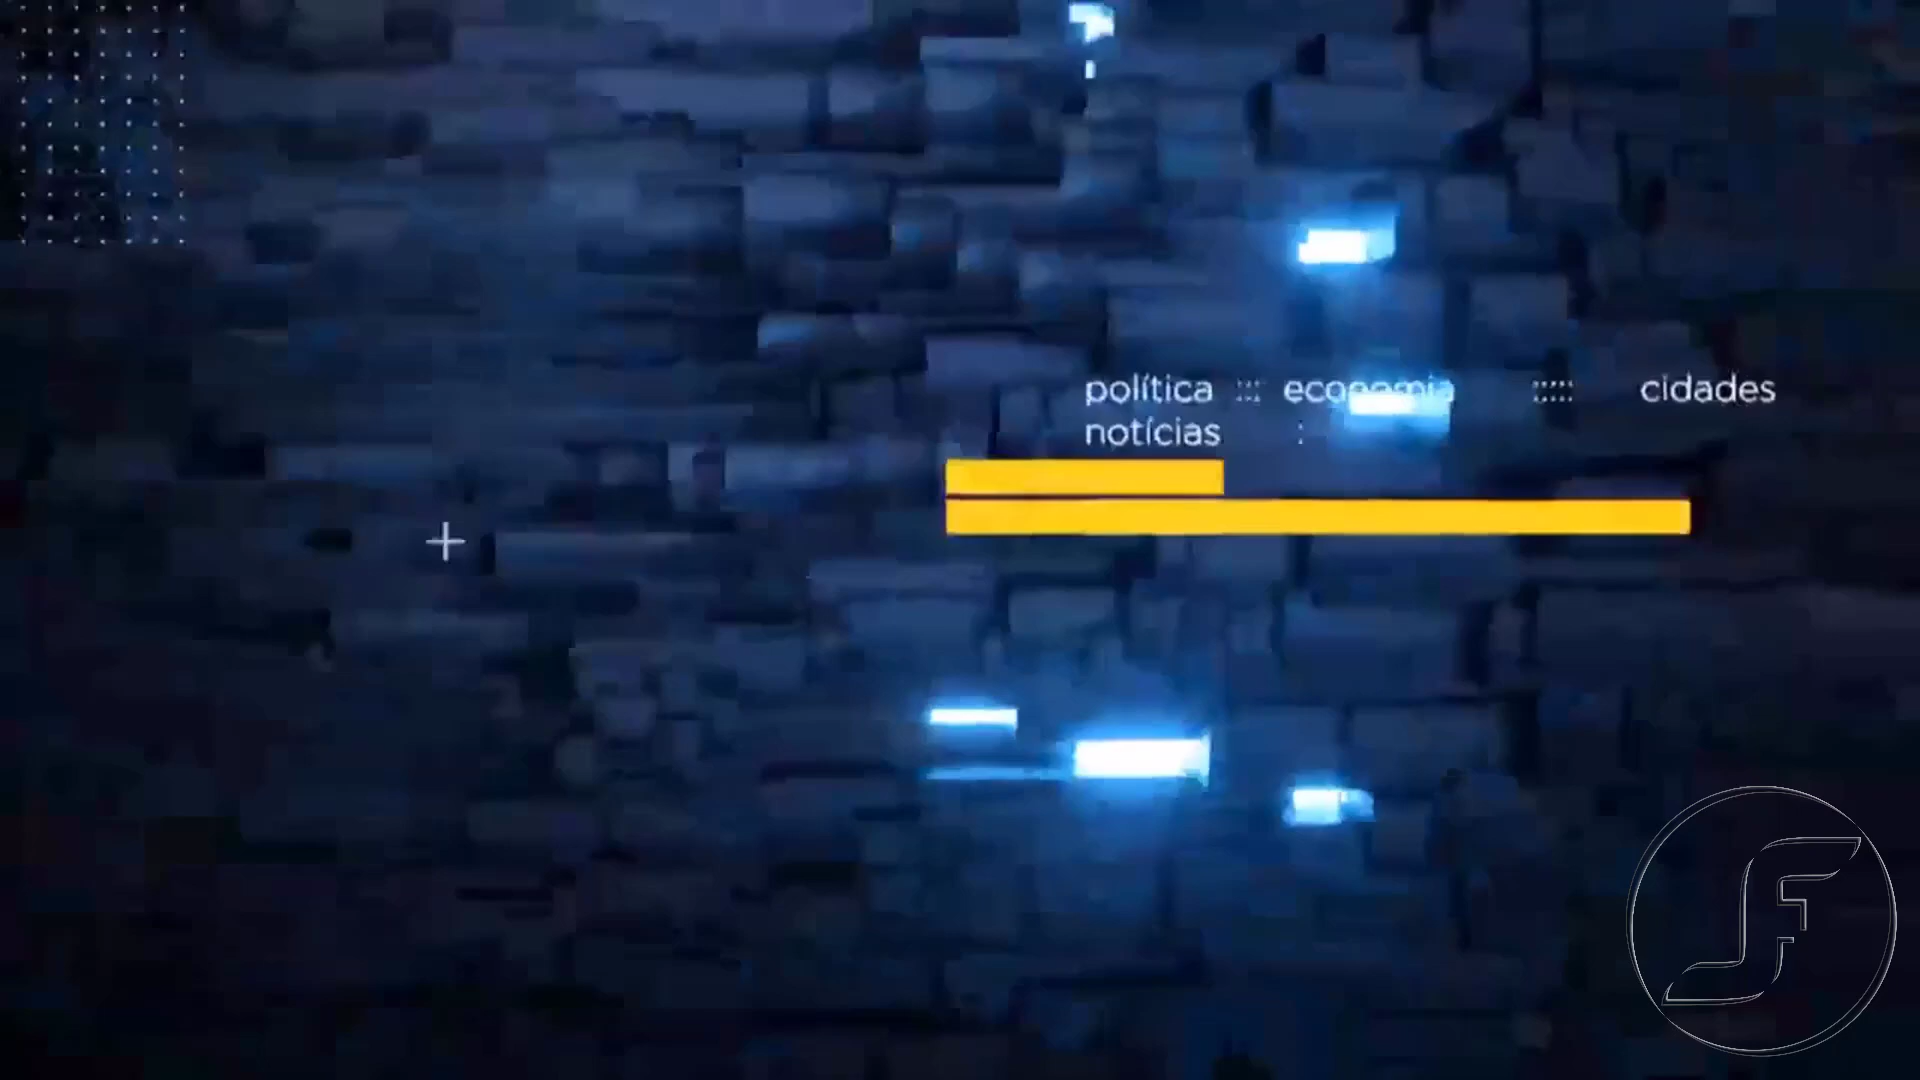 política ::: economia ::::: cidades
notícias :